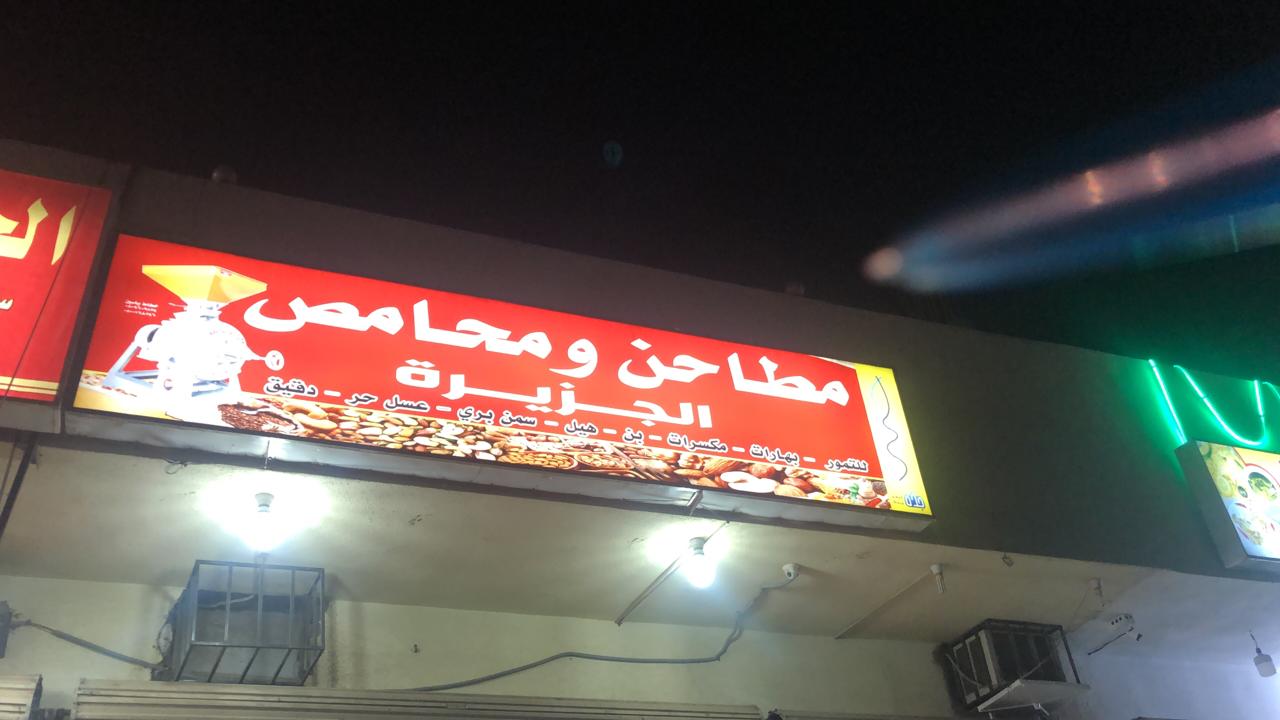 مطاحن ومحامص
الجزيرة
للتمور - بهارات - مكسرات - بن - هيل - سمن بري - عسل حر - دقيق